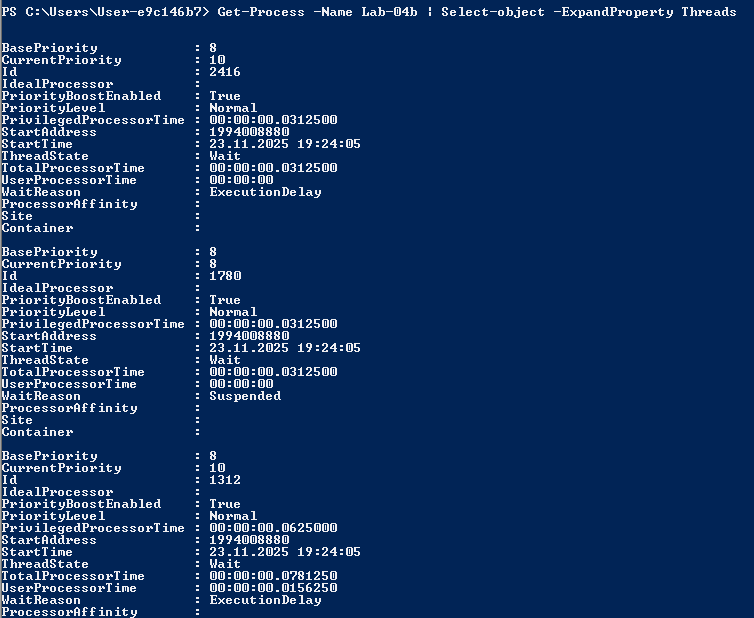 PS C:\Users\User-e9c146b7> Get-Process -Name Lab-04b | Select-object -ExpandProperty Threads
BasePriority : 8
CurrentPriority : 10
Id : 2416
IdealProcessor :
PriorityBoostEnabled : True
PriorityLevel : Normal
PrivilegedProcessorTime : 00:00:00.0312500
StartAddress : 1994008880
StartTime : 23.11.2025 19:24:05
ThreadState : Wait
TotalProcessorTime : 00:00:00.0312500
UserProcessorTime : 00:00:00
WaitReason : ExecutionDelay
ProcessorAffinity :
Site :
Container :
BasePriority : 8
CurrentPriority : 8
Id : 1780
IdealProcessor :
PriorityBoostEnabled : True
PriorityLevel : Normal
PrivilegedProcessorTime : 00:00:00.0312500
StartAddress : 1994008880
StartTime : 23.11.2025 19:24:05
ThreadState : Wait
TotalProcessorTime : 00:00:00.0312500
UserProcessorTime : 00:00:00
WaitReason : Suspended
ProcessorAffinity :
Site :
Container :
BasePriority : 8
CurrentPriority : 10
Id : 1312
IdealProcessor :
PriorityBoostEnabled : True
PriorityLevel : Normal
PrivilegedProcessorTime : 00:00:00.0625000
StartAddress : 1994008880
StartTime : 23.11.2025 19:24:05
ThreadState : Wait
TotalProcessorTime : 00:00:00.0781250
UserProcessorTime : 00:00:00.0156250
WaitReason : ExecutionDelay
ProcessorAffinity :